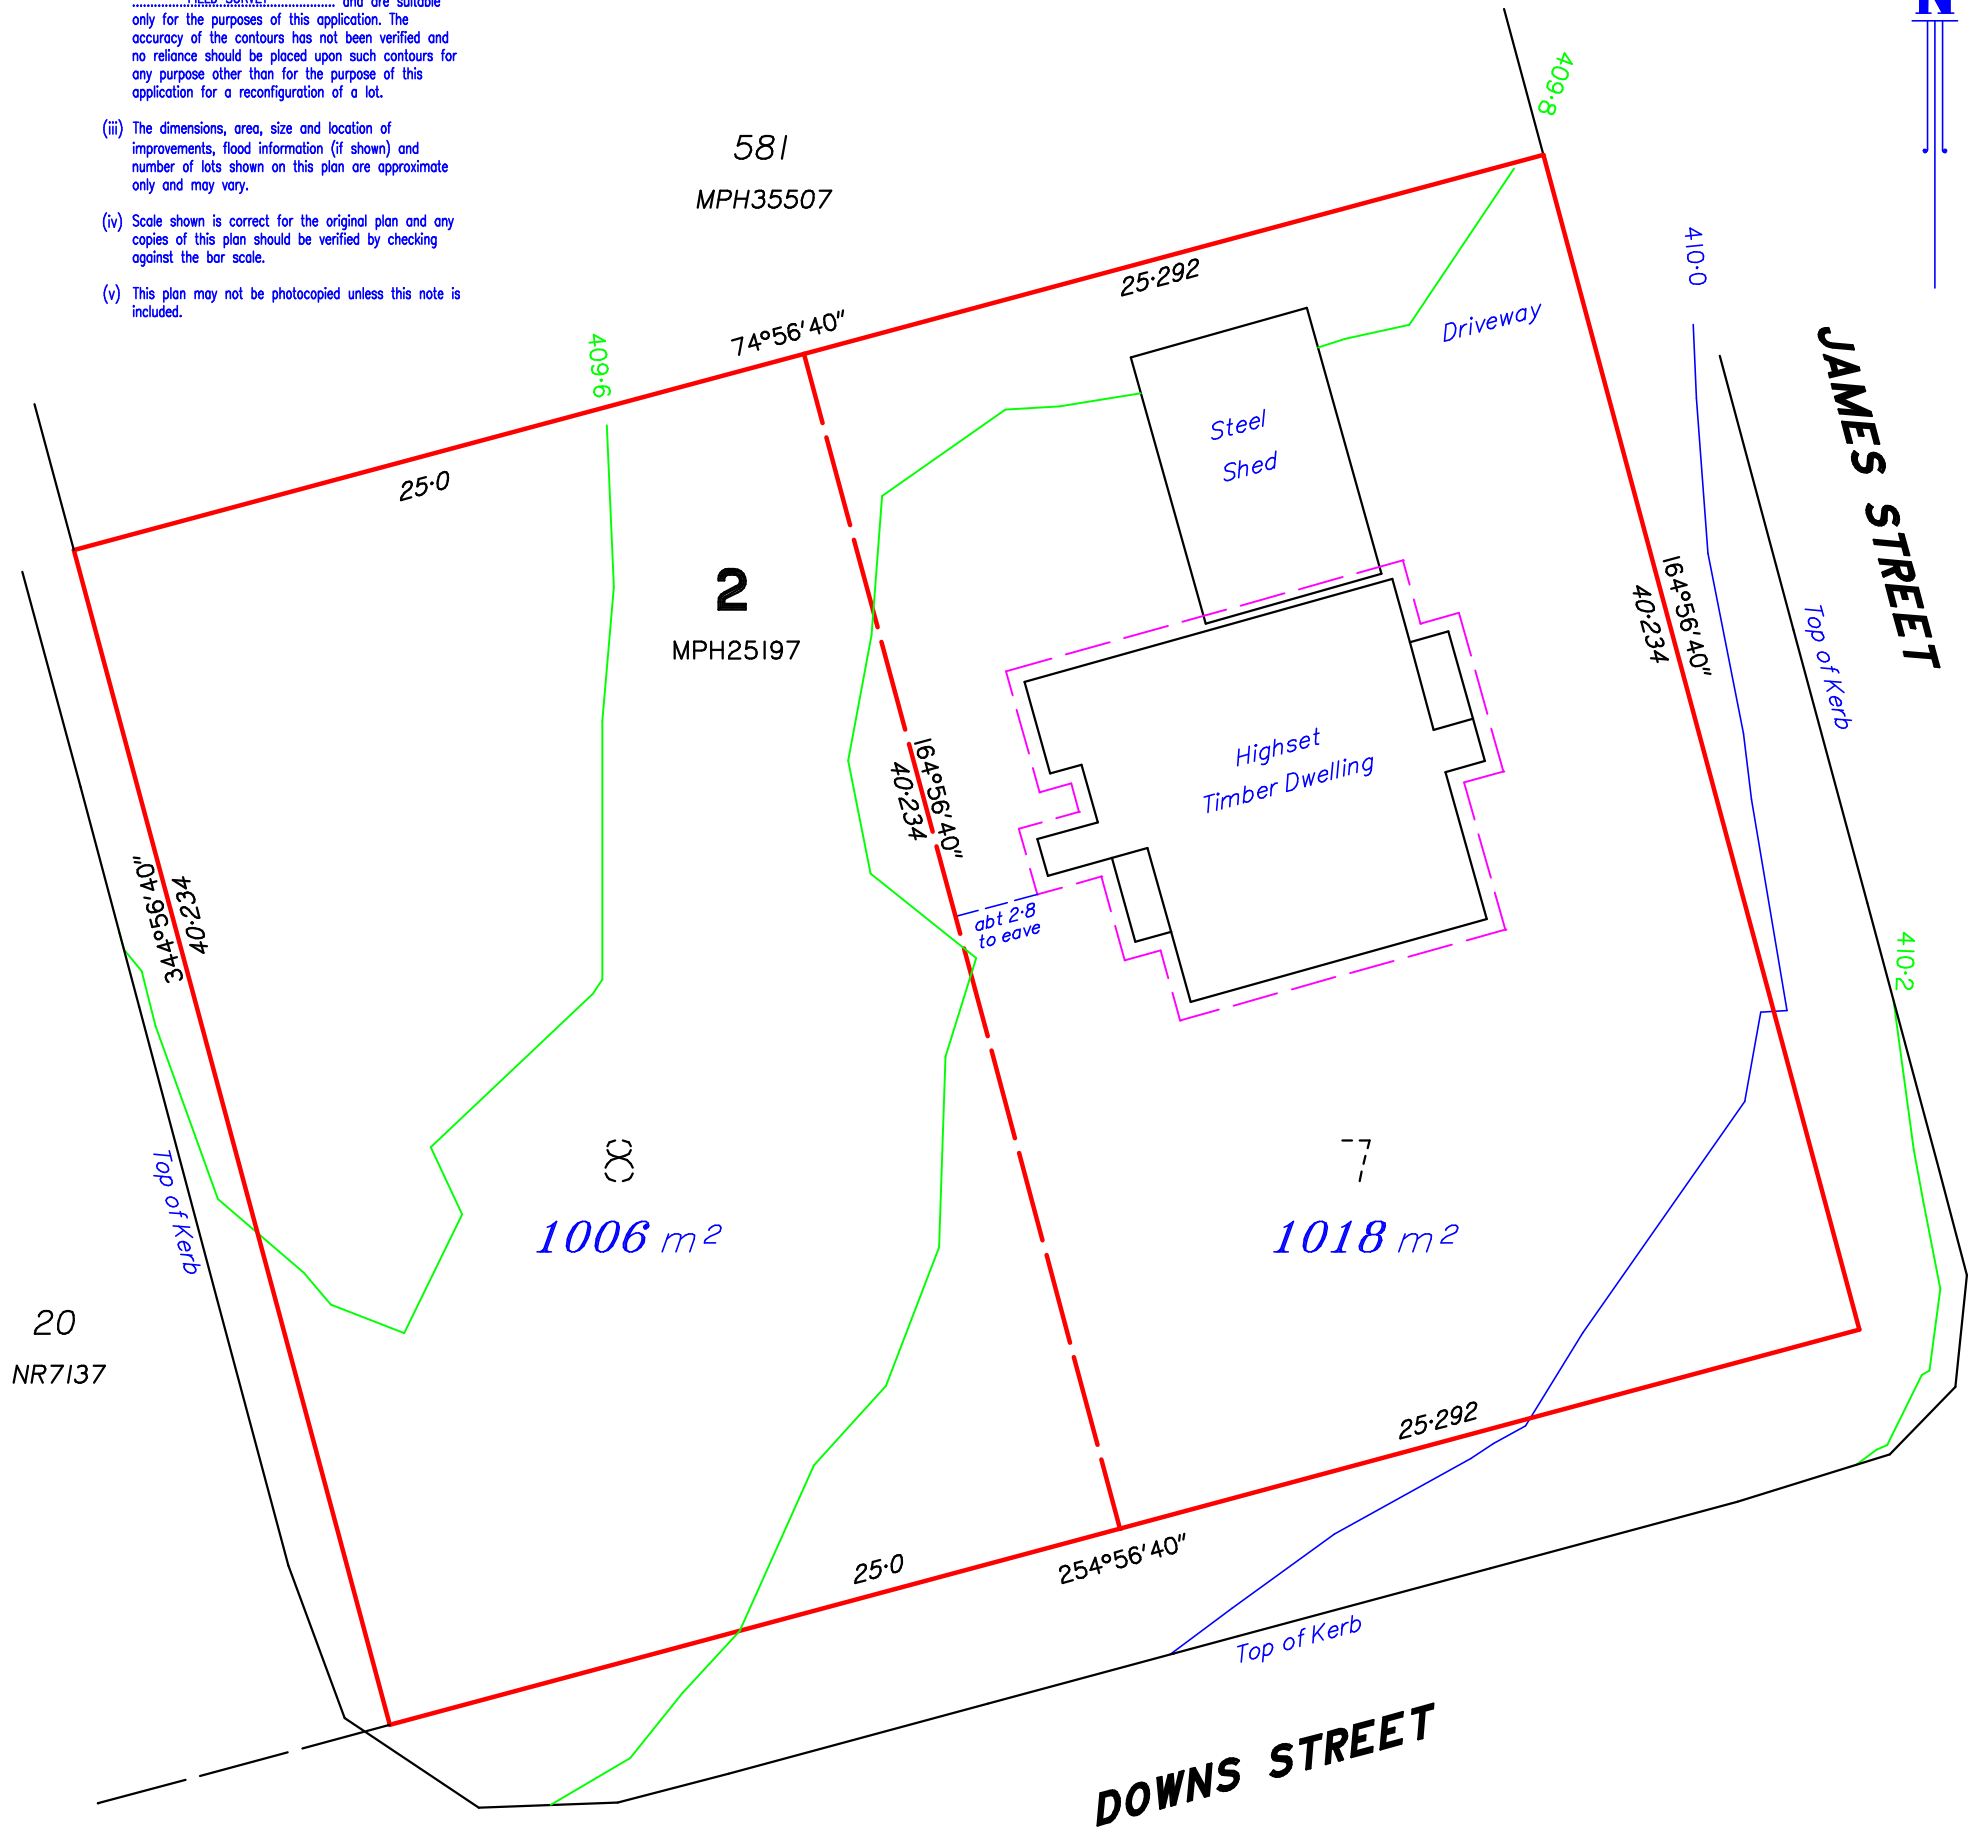 FIELD SURVEY and are suitable
only for the purposes of this application. The
accuracy of the contours has not been verified and
no reliance should be placed upon such contours for
any purpose other than for the purpose of this
application for a reconfiguration of a lot.
(iii) The dimensions, area, size and location of
improvements, flood information (if shown) and
number of lots shown on this plan are approximate
only and may vary.
(iv) Scale shown is correct for the original plan and any
copies of this plan should be verified by checking
against the bar scale.
(v) This plan may not be photocopied unless this note is
included.
N
409·8
581
MPH35507
410·0
25·292
74°56'40"
Driveway
409·6
JAMES STREET
Steel
Shed
25·0
2
MPH25197
164°56'40"
40·234
Top of Kerb
Highset
Timber Dwelling
164°56'40"
40·234
344°56'40"
40·234
abt 2·8
to eave
410·2
8
1006 m²
7
1018 m²
Top of Kerb
20
NR7137
25·292
25·0
254°56'40"
Top of Kerb
DOWNS STREET